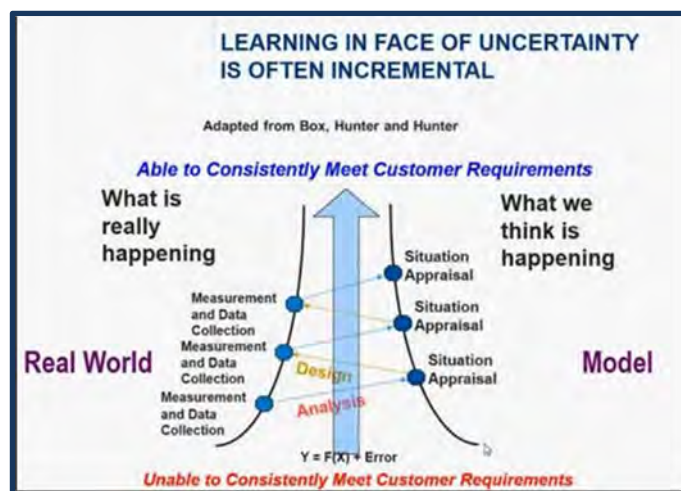 LEARNING IN FACE OF UNCERTAINTY
IS OFTEN INCREMENTAL
Adapted from Box, Hunter and Hunter
Able to Consistently Meet Customer Requirements
What is
really
happening
What we
think is
happening
Situation
Appraisal
Measurement
and Data
Collection
Situation
Appraisal
Real World
Measurement
and Data
Collection
Design
Situation
Appraisal
Model
Measurement
and Data
Collection
Analysis
Y = F(X) + Error
Unable to Consistently Meet Customer Requirements